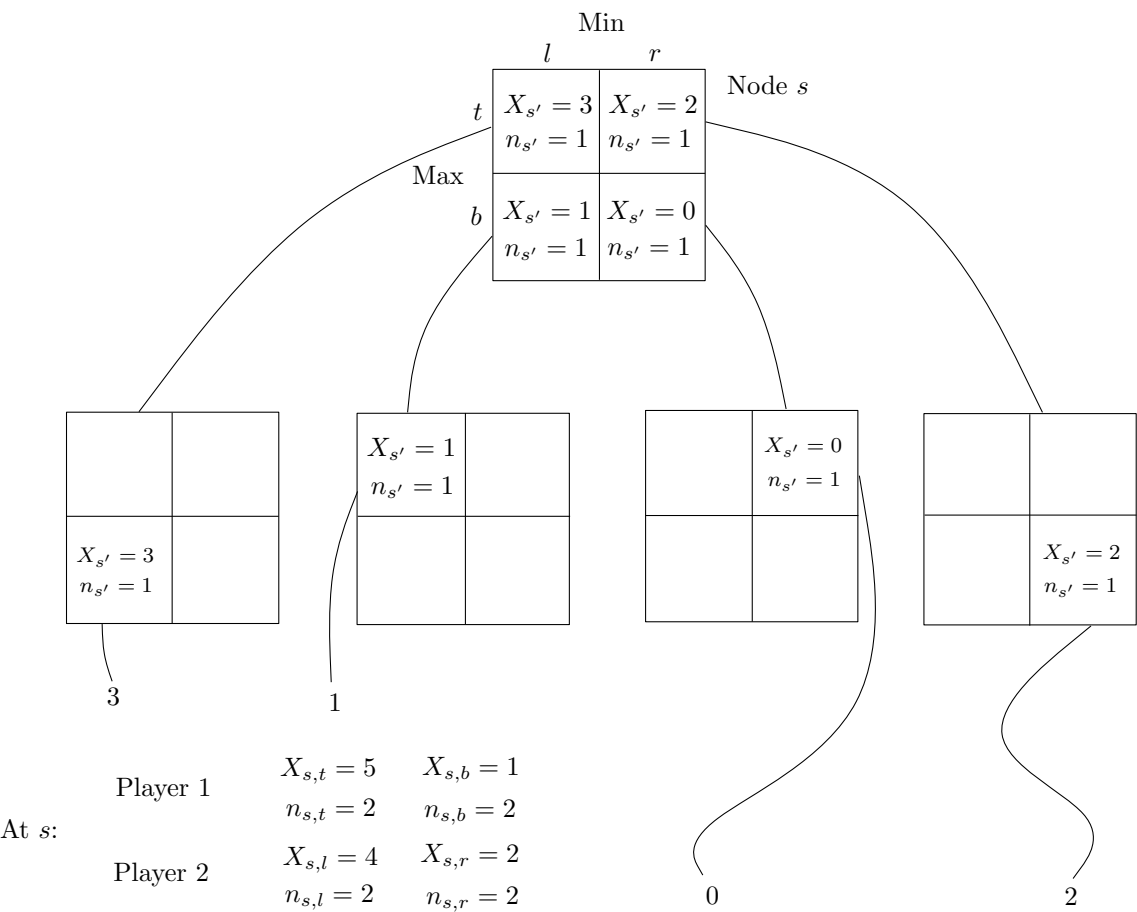 Min
l r
Node s
t
X_{s'} = 3 X_{s'} = 2
n_{s'} = 1 n_{s'} = 1
Max
b
X_{s'} = 1 X_{s'} = 0
n_{s'} = 1 n_{s'} = 1
X_{s'} = 3
n_{s'} = 1
X_{s'} = 1
n_{s'} = 1
X_{s'} = 0
n_{s'} = 1
X_{s'} = 2
n_{s'} = 1
3
1
0
2
At s:
Player 1
X_{s,t} = 5 X_{s,b} = 1
n_{s,t} = 2 n_{s,b} = 2
Player 2
X_{s,l} = 4 X_{s,r} = 2
n_{s,l} = 2 n_{s,r} = 2